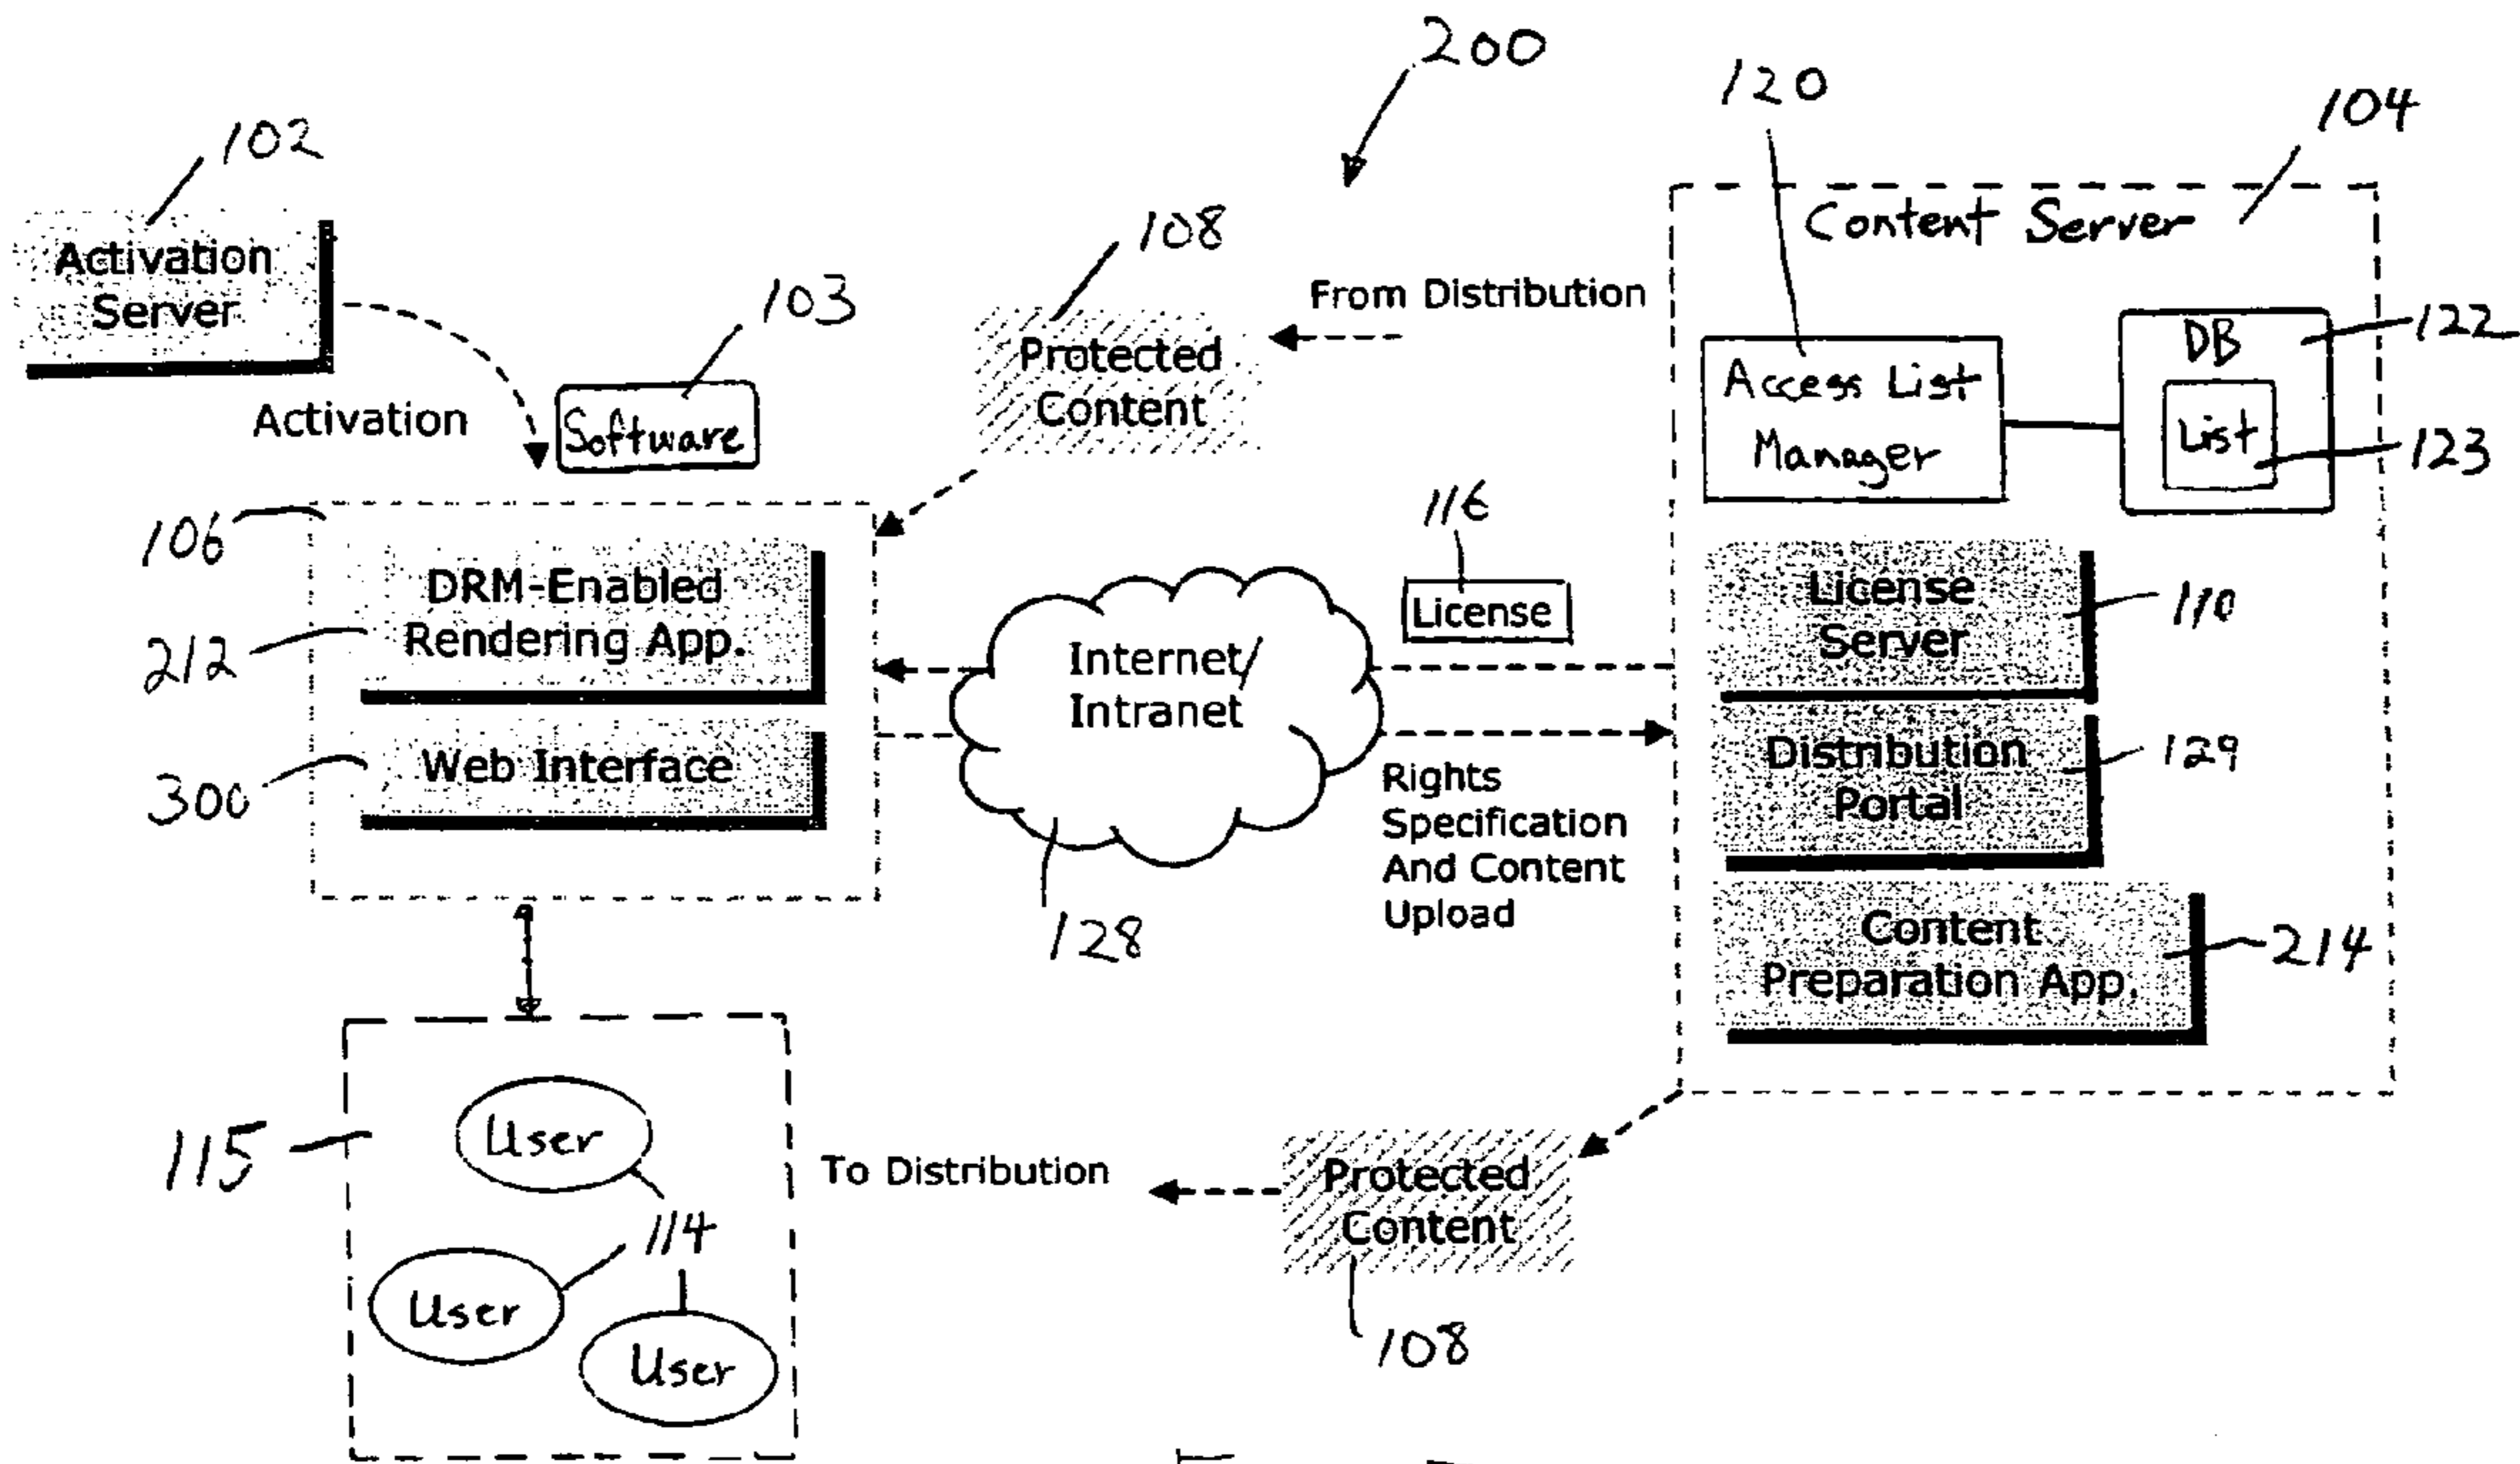 200
120
104
102
Content Server
108
Activation
Server
103
From Distribution
DB
122
Protected
Content
Access List
Manager
List
123
Activation
Software
116
106
DRM-Enabled
Rendering App.
212
License
License
Server
110
Internet/
Intranet
Web Interface
300
Rights
Specification
And Content
Upload
Distribution
Portal
129
128
Content
Preparation App.
214
User
115
To Distribution
Protected
Content
114
User
User
108